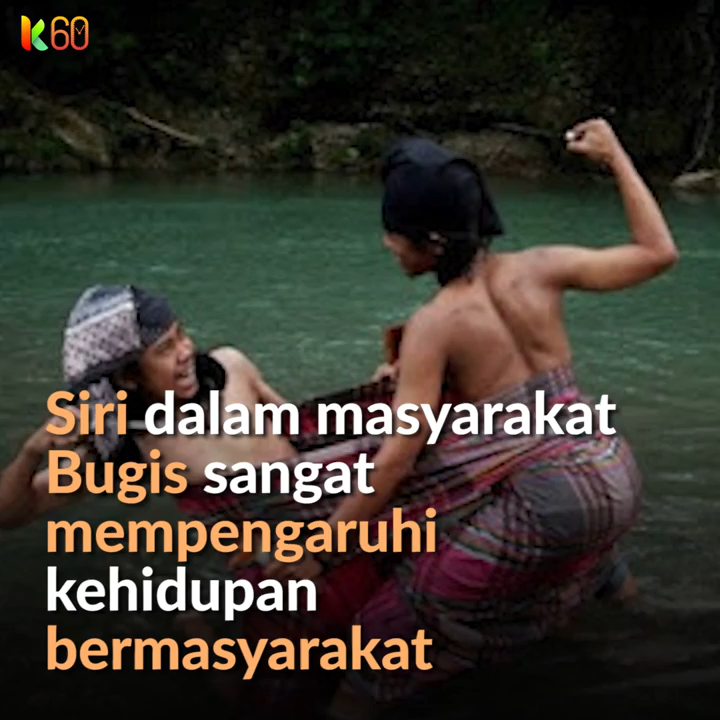 K60
Siri dalam masyarakat
Bugis sangat
mempengaruhi
kehidupan
bermasyarakat